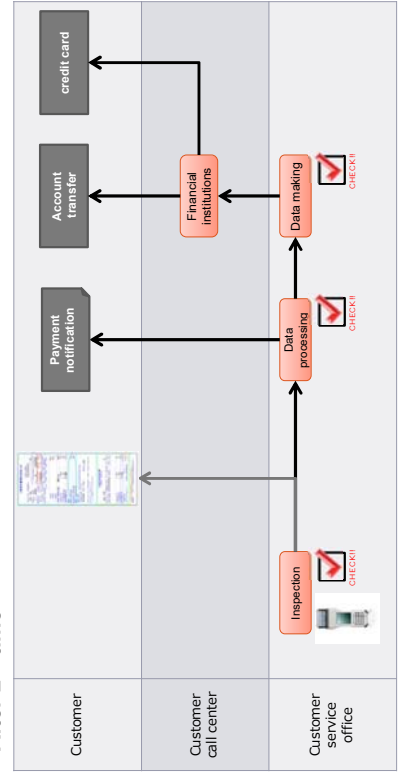 Customer
Customer
call center
Customer
service
office
Payment
notification
Account
transfer
credit card
Financial
institutions
Inspection
Data
processing
Data making
CHECK!!
CHECK!!
CHECK!!